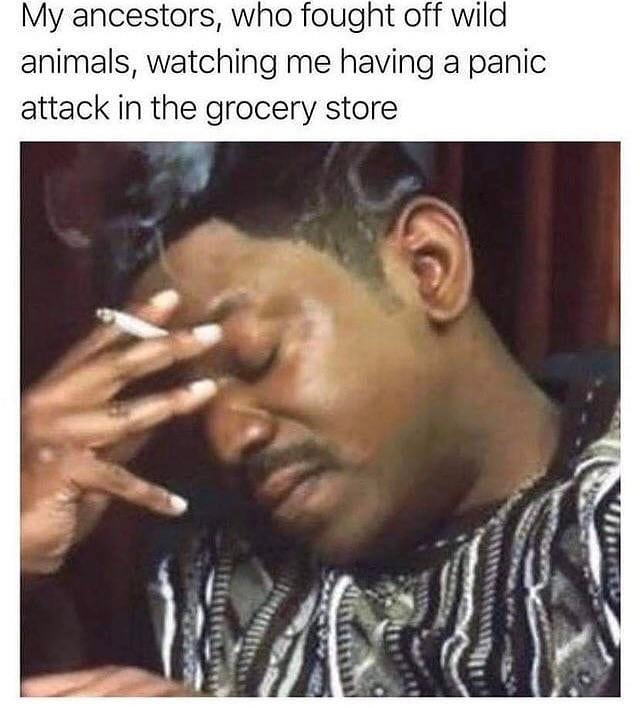 My ancestors, who fought off wild
animals, watching me having a panic
attack in the grocery store